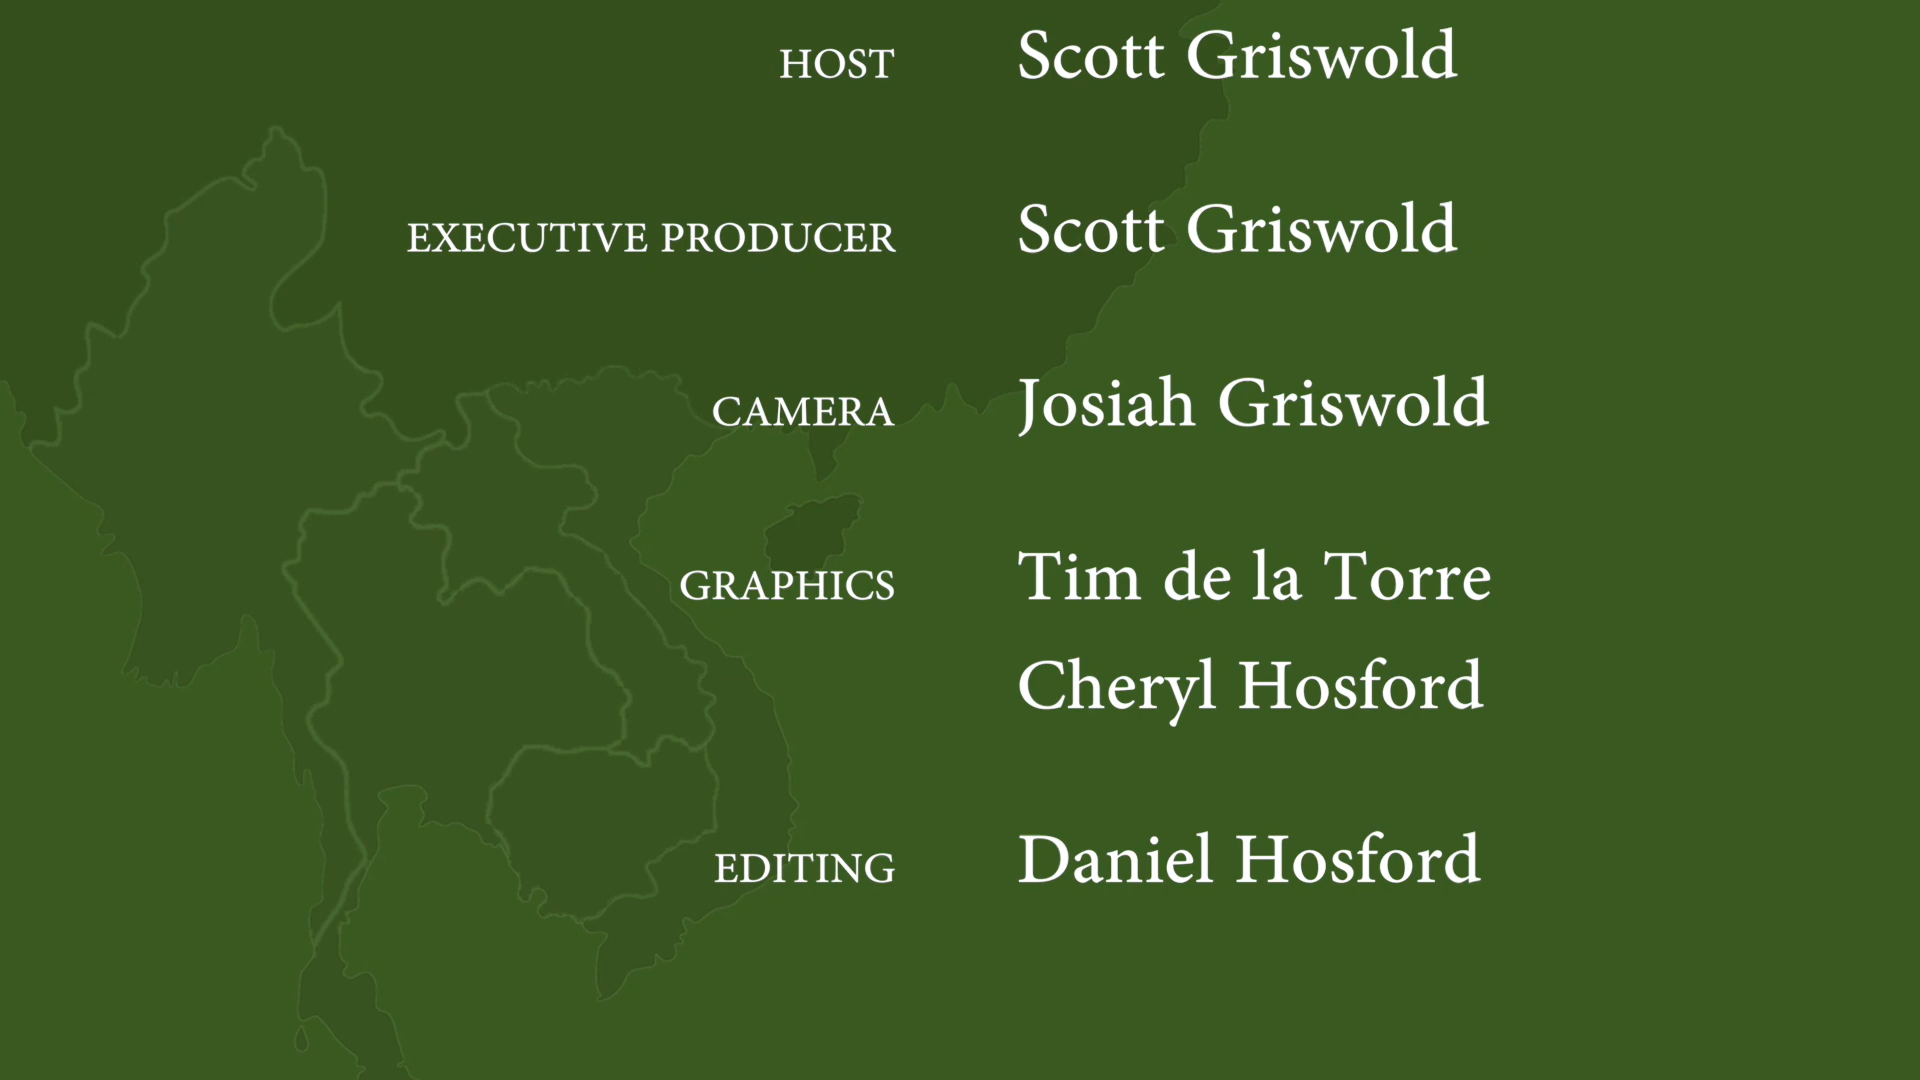 HOST Scott Griswold
EXECUTIVE PRODUCER Scott Griswold
CAMERA Josiah Griswold
GRAPHICS Tim de la Torre
Cheryl Hosford
EDITING Daniel Hosford